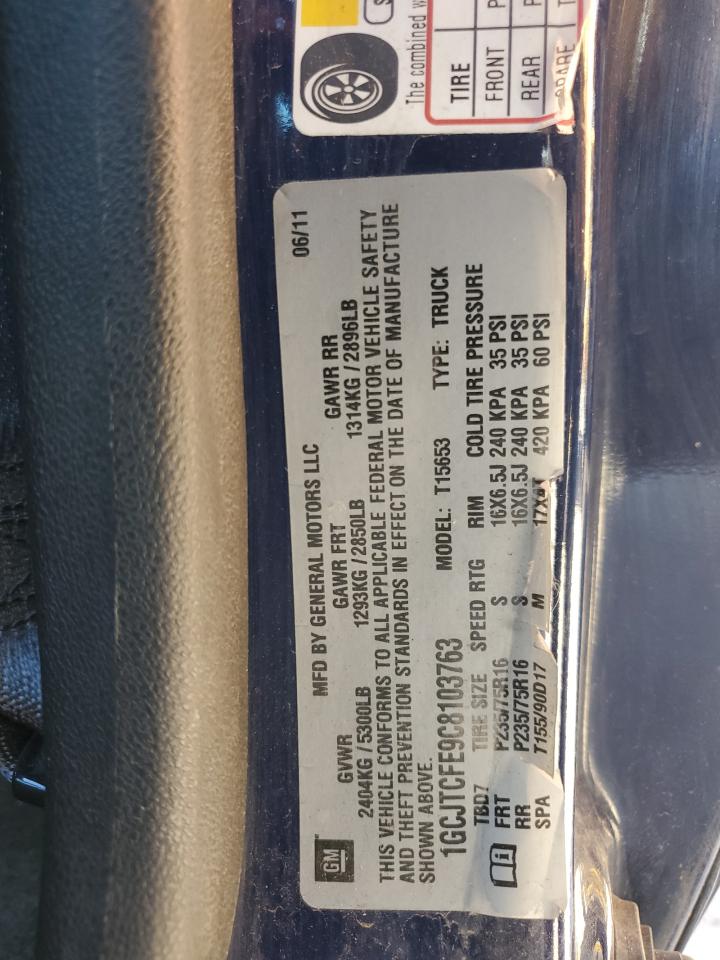 The combined w
TIRE
FRONT
REAR
SPARE
GM
MFD BY GENERAL MOTORS LLC 06/11
GVWR GAWR FRT GAWR RR
2404KG/5300LB 1293KG/2850LB 1314KG/2896LB
THIS VEHICLE CONFORMS TO ALL APPLICABLE FEDERAL MOTOR VEHICLE SAFETY
AND THEFT PREVENTION STANDARDS IN EFFECT ON THE DATE OF MANUFACTURE
SHOWN ABOVE.
1GCJTCFE9C8103763 MODEL: T15653 TYPE: TRUCK
TBD7 TIRE SIZE SPEED RTG RIM COLD TIRE PRESSURE
FRT P235/75R16 S 16X6.5J 240 KPA 35 PSI
RR P235/75R16 S 16X6.5J 240 KPA 35 PSI
SPA T155/90D17 M 420 KPA 60 PSI